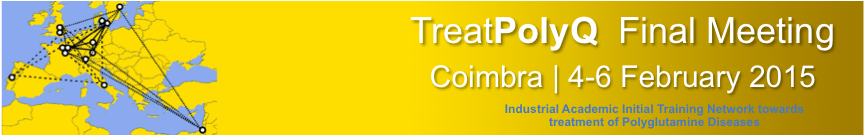 TreatPolyQ Final Meeting
Coimbra | 4-6 February 2015
Industrial Academic Initial Training Network towards
treatment of Polyglutamine Diseases